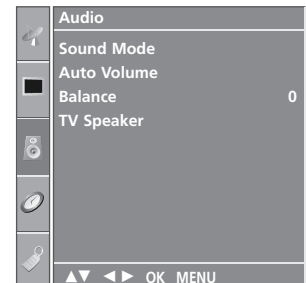 Audio
Sound Mode
Auto Volume
Balance 0
TV Speaker
▲▼ ◄► OK MENU